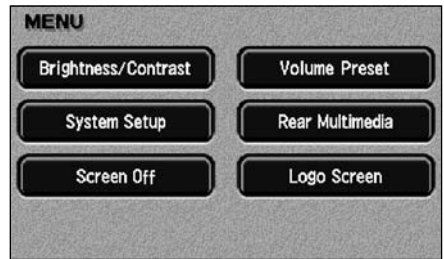 MENU
Brightness/Contrast
Volume Preset
System Setup
Rear Multimedia
Screen Off
Logo Screen